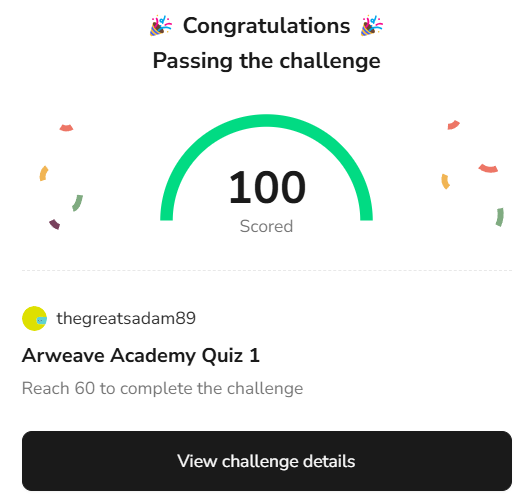 🎉 Congratulations 🎉
Passing the challenge
100
Scored
thegreatsadam89
Arweave Academy Quiz 1
Reach 60 to complete the challenge
View challenge details